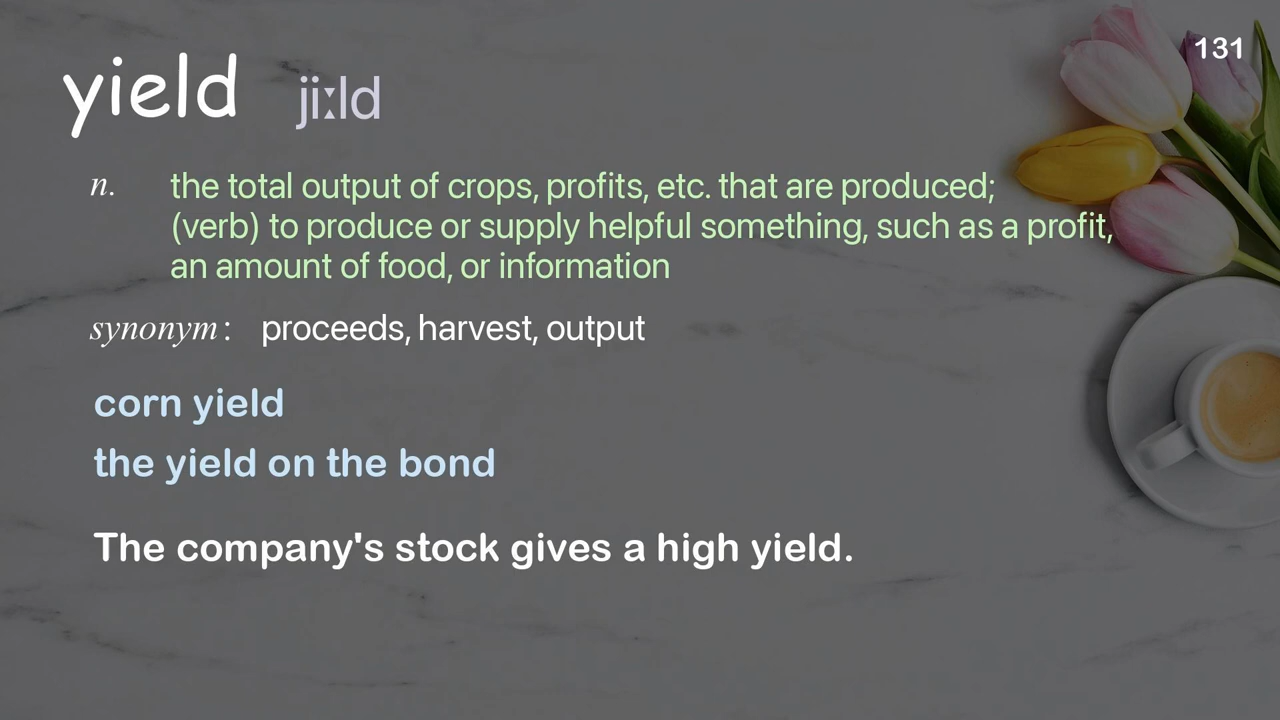 131
yield jiːld
n. the total output of crops, profits, etc. that are produced;
(verb) to produce or supply helpful something, such as a profit,
an amount of food, or information
synonym: proceeds, harvest, output
corn yield
the yield on the bond
The company's stock gives a high yield.